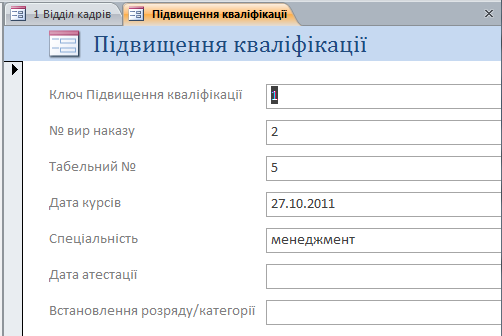 1 Відділ кадрів Підвищення кваліфікації
Підвищення кваліфікації
Ключ Підвищення кваліфікації 1
№ вир наказу 2
Табельний № 5
Дата курсів 27.10.2011
Спеціальність менеджмент
Дата атестації
Встановлення розряду/категорії